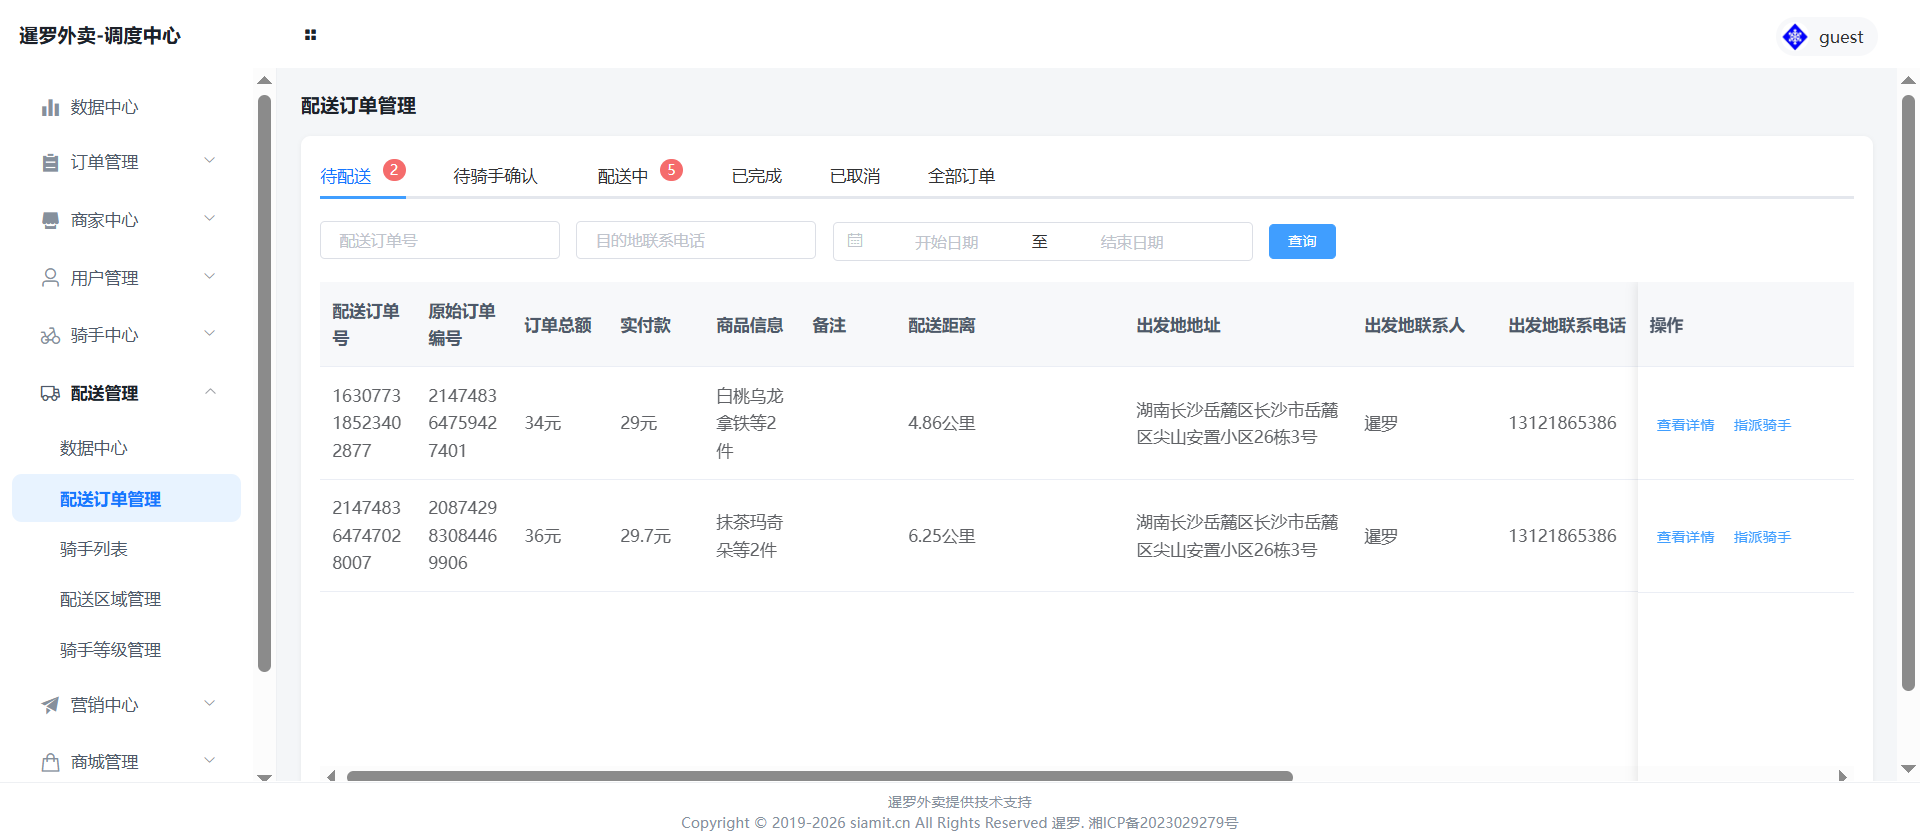 暹罗外卖-调度中心
guest
数据中心
订单管理
商家中心
用户管理
骑手中心
配送管理
数据中心
配送订单管理
骑手列表
配送区域管理
骑手等级管理
营销中心
商城管理
配送订单管理
待配送 2 待骑手确认 配送中 5 已完成 已取消 全部订单
配送订单号 目的地联系电话 开始日期 至 结束日期 查询
配送订单号 原始订单编号 订单总额 实付款 商品信息 备注 配送距离 出发地地址 出发地联系人 出发地联系电话 操作
1630773
1852340
2877
2147483
6475942
7401
34元
29元
白桃乌龙
拿铁等2
件
4.86公里
湖南长沙岳麓区长沙市岳麓
区尖山安置小区26栋3号
暹罗
13121865386
查看详情 指派骑手
2147483
6474702
8007
2087429
8308446
9906
36元
29.7元
抹茶玛奇
朵等2件
6.25公里
湖南长沙岳麓区长沙市岳麓
区尖山安置小区26栋3号
暹罗
13121865386
查看详情 指派骑手
暹罗外卖提供技术支持
Copyright © 2019-2026 siamit.cn All Rights Reserved 暹罗. 湘ICP备2023029279号